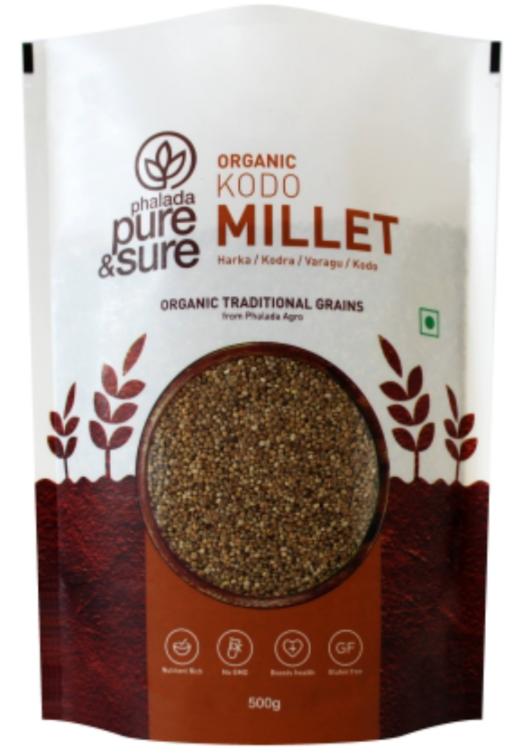 phalada
pure
&sure
ORGANIC
KODO
MILLET
Harka / Kodra / Varagu / Kodo
ORGANIC TRADITIONAL GRAINS
from Phalada Agro
Nutrient Rich
No GMO
Boosts health
GF
Gluten free
500g